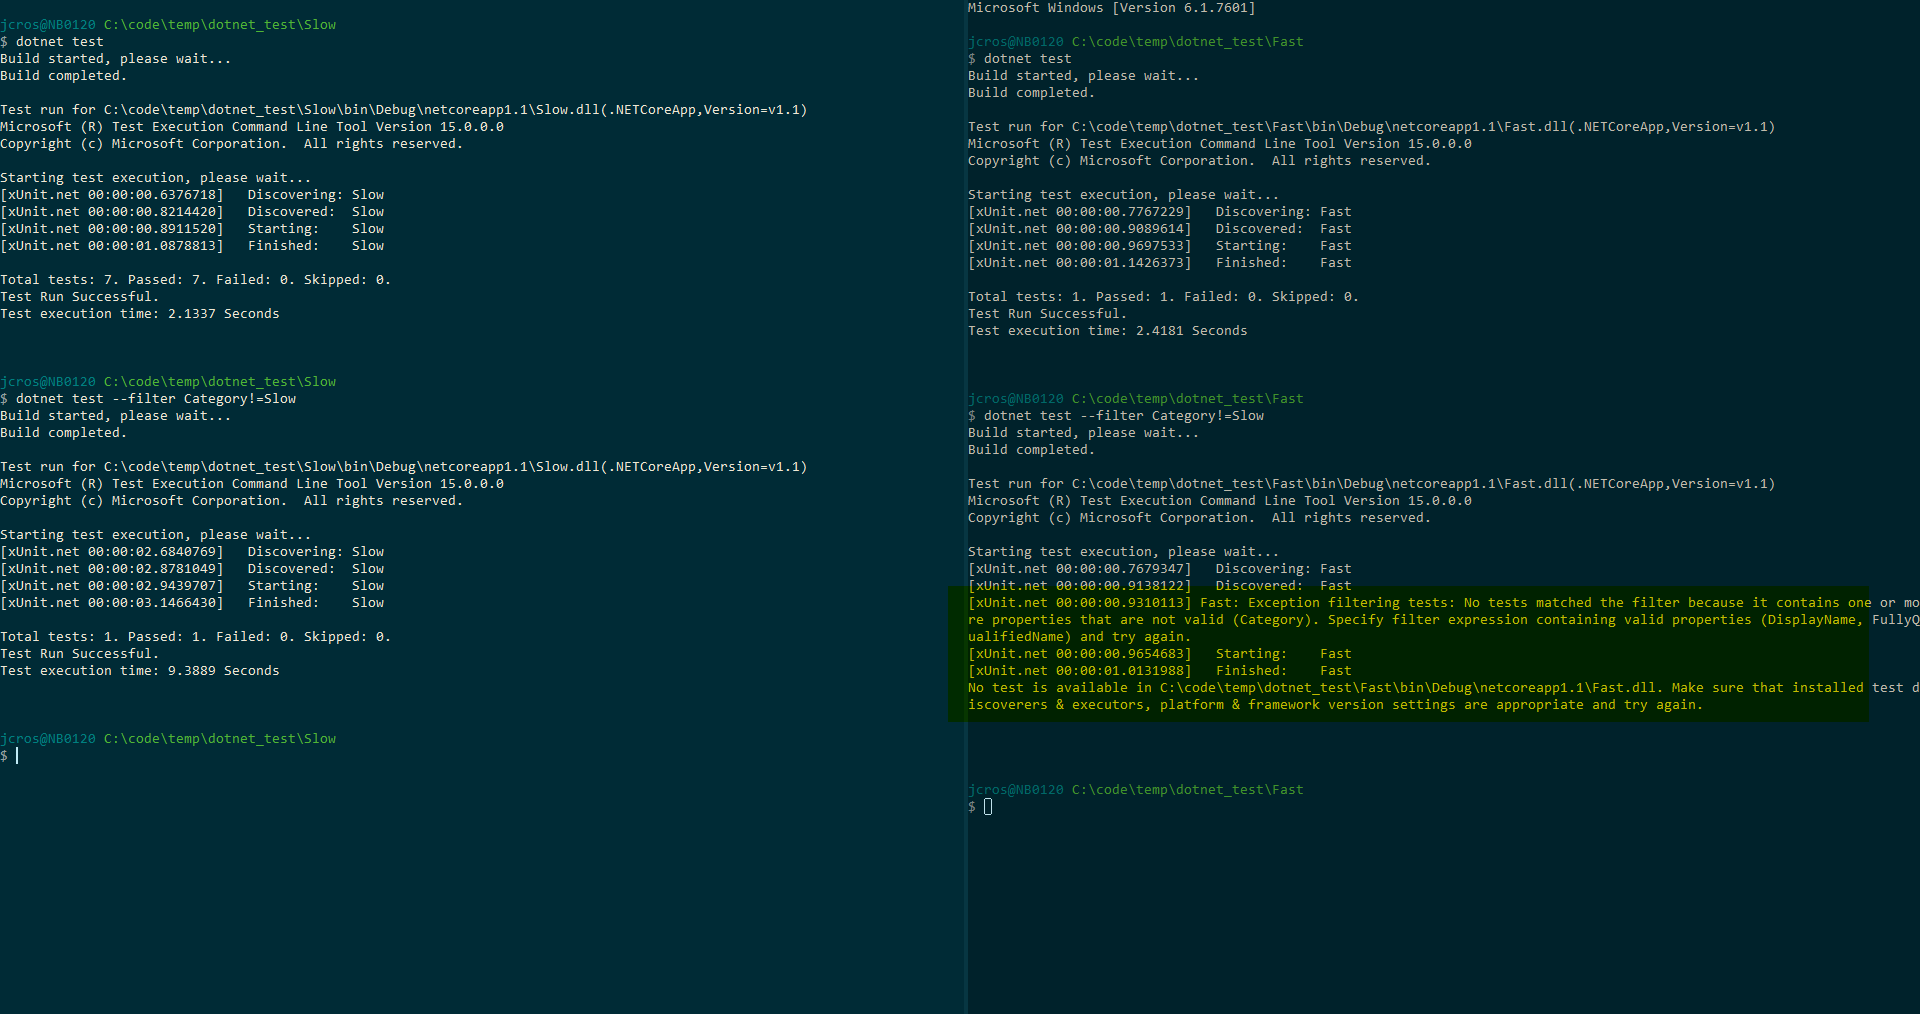 jcros@NB0120 C:\code\temp\dotnet_test\Slow
$ dotnet test
Build started, please wait...
Build completed.

Test run for C:\code\temp\dotnet_test\Slow\bin\Debug\netcoreapp1.1\Slow.dll(.NETCoreApp,Version=v1.1)
Microsoft (R) Test Execution Command Line Tool Version 15.0.0.0
Copyright (c) Microsoft Corporation.  All rights reserved.

Starting test execution, please wait...
[xUnit.net 00:00:00.6376718]   Discovering: Slow
[xUnit.net 00:00:00.8214420]   Discovered:  Slow
[xUnit.net 00:00:00.8911520]   Starting:    Slow
[xUnit.net 00:00:01.0878813]   Finished:    Slow

Total tests: 7. Passed: 7. Failed: 0. Skipped: 0.
Test Run Successful.
Test execution time: 2.1337 Seconds

jcros@NB0120 C:\code\temp\dotnet_test\Slow
$ dotnet test --filter Category!=Slow
Build started, please wait...
Build completed.

Test run for C:\code\temp\dotnet_test\Slow\bin\Debug\netcoreapp1.1\Slow.dll(.NETCoreApp,Version=v1.1)
Microsoft (R) Test Execution Command Line Tool Version 15.0.0.0
Copyright (c) Microsoft Corporation.  All rights reserved.

Starting test execution, please wait...
[xUnit.net 00:00:02.6840769]   Discovering: Slow
[xUnit.net 00:00:02.8781049]   Discovered:  Slow
[xUnit.net 00:00:02.9439707]   Starting:    Slow
[xUnit.net 00:00:03.1466430]   Finished:    Slow

Total tests: 1. Passed: 1. Failed: 0. Skipped: 0.
Test Run Successful.
Test execution time: 9.3889 Seconds

jcros@NB0120 C:\code\temp\dotnet_test\Slow
$

Microsoft Windows [Version 6.1.7601]

jcros@NB0120 C:\code\temp\dotnet_test\Fast
$ dotnet test
Build started, please wait...
Build completed.

Test run for C:\code\temp\dotnet_test\Fast\bin\Debug\netcoreapp1.1\Fast.dll(.NETCoreApp,Version=v1.1)
Microsoft (R) Test Execution Command Line Tool Version 15.0.0.0
Copyright (c) Microsoft Corporation.  All rights reserved.

Starting test execution, please wait...
[xUnit.net 00:00:00.7767229]   Discovering: Fast
[xUnit.net 00:00:00.9089614]   Discovered:  Fast
[xUnit.net 00:00:00.9697533]   Starting:    Fast
[xUnit.net 00:00:01.1426373]   Finished:    Fast

Total tests: 1. Passed: 1. Failed: 0. Skipped: 0.
Test Run Successful.
Test execution time: 2.4181 Seconds

jcros@NB0120 C:\code\temp\dotnet_test\Fast
$ dotnet test --filter Category!=Slow
Build started, please wait...
Build completed.

Test run for C:\code\temp\dotnet_test\Fast\bin\Debug\netcoreapp1.1\Fast.dll(.NETCoreApp,Version=v1.1)
Microsoft (R) Test Execution Command Line Tool Version 15.0.0.0
Copyright (c) Microsoft Corporation.  All rights reserved.

Starting test execution, please wait...
[xUnit.net 00:00:00.7679347]   Discovering: Fast
[xUnit.net 00:00:00.9138122]   Discovered:  Fast
[xUnit.net 00:00:00.9310113] Fast: Exception filtering tests: No tests matched the filter because it contains one or mo
re properties that are not valid (Category). Specify filter expression containing valid properties (DisplayName, FullyQ
ualifiedName) and try again.
[xUnit.net 00:00:00.9654683]   Starting:    Fast
[xUnit.net 00:00:01.0131988]   Finished:    Fast
No test is available in C:\code\temp\dotnet_test\Fast\bin\Debug\netcoreapp1.1\Fast.dll. Make sure that installed test d
iscoverers & executors, platform & framework version settings are appropriate and try again.

jcros@NB0120 C:\code\temp\dotnet_test\Fast
$